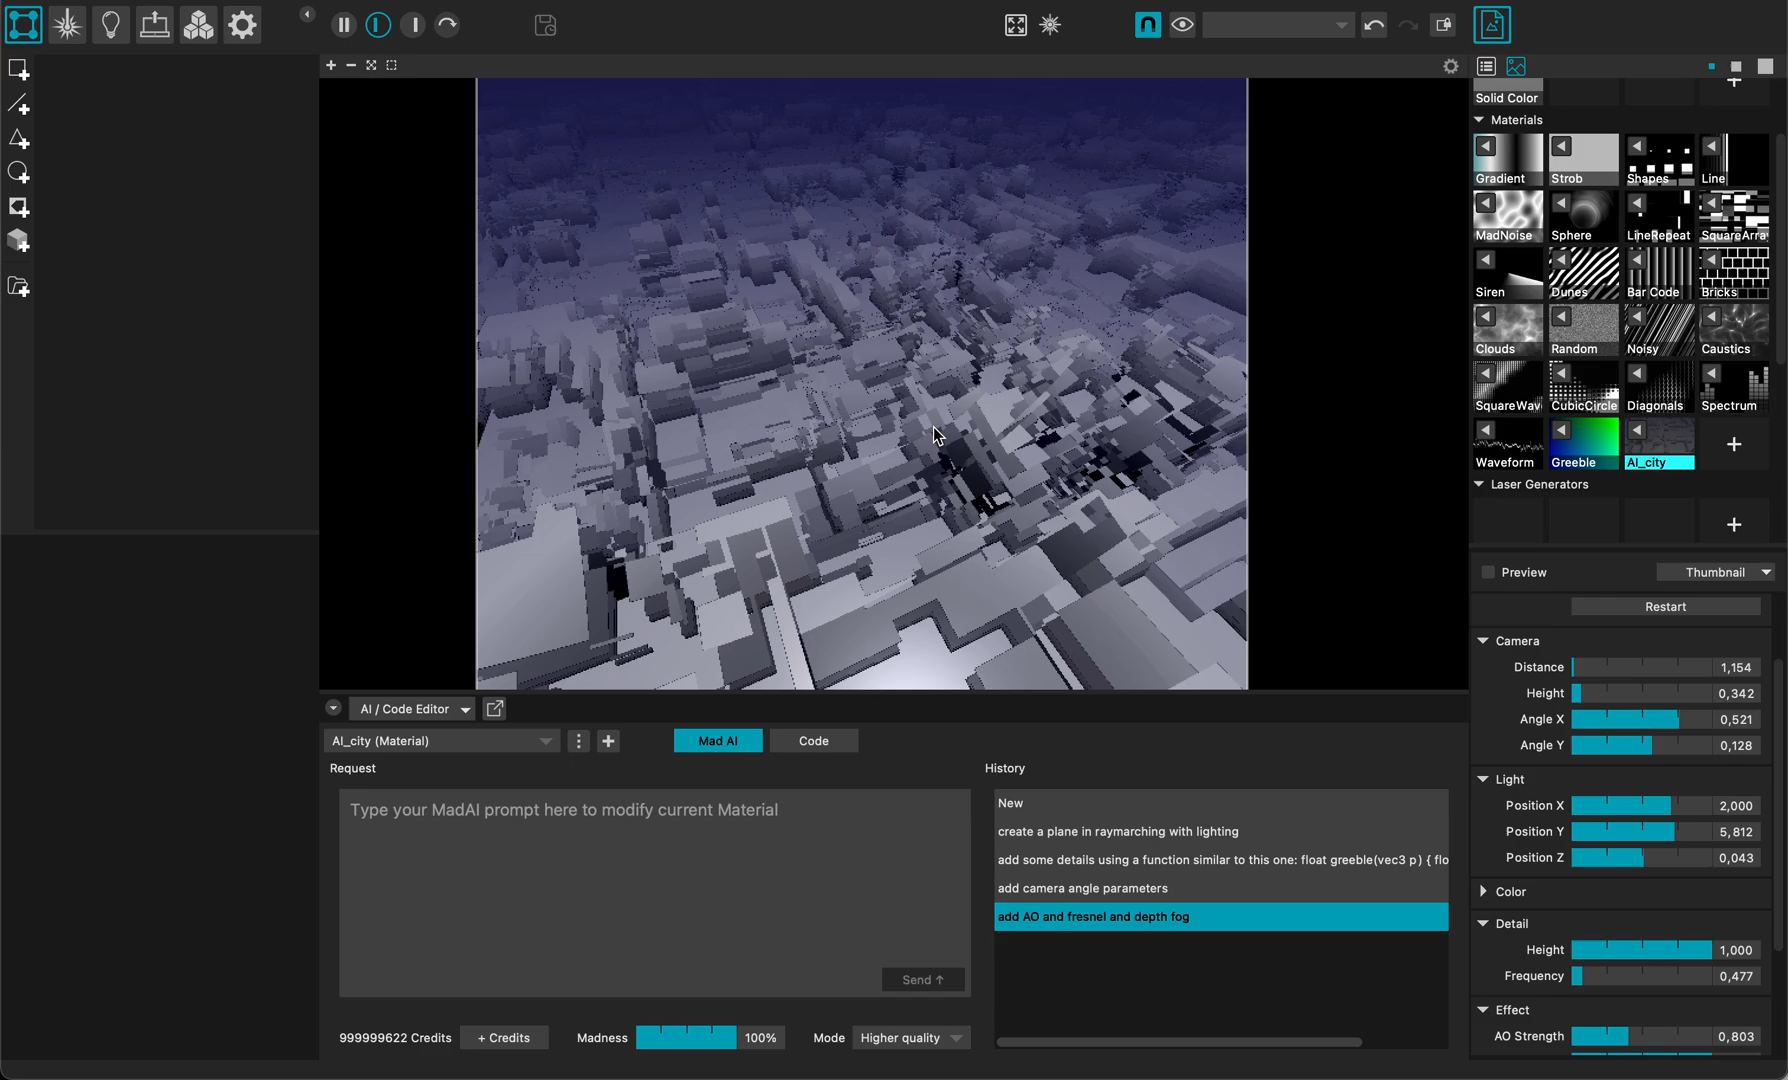 Solid Color
Materials
Gradient
Strob
Shapes
Line
MadNoise
Sphere
LineRepeat
SquareArra
Siren
Dunes
Bar Code
Bricks
Clouds
Random
Noisy
Caustics
SquareWav
CubicCircle
Diagonals
Spectrum
Waveform
Greeble
AI_city
Laser Generators
Preview
Thumbnail
Restart
Camera
Distance 1,154
Height 0,342
Angle X 0,521
Angle Y 0,128
Light
Position X 2,000
Position Y 5,812
Position Z 0,043
Color
Detail
Height 1,000
Frequency 0,477
Effect
AO Strength 0,803
AI / Code Editor
AI_city (Material)
Mad AI
Code
Request
Type your MadAI prompt here to modify current Material
Send ↑
999999622 Credits
+ Credits
Madness
100%
Mode
Higher quality
History
New
create a plane in raymarching with lighting
add some details using a function similar to this one: float greeble(vec3 p) { flo
add camera angle parameters
add AO and fresnel and depth fog